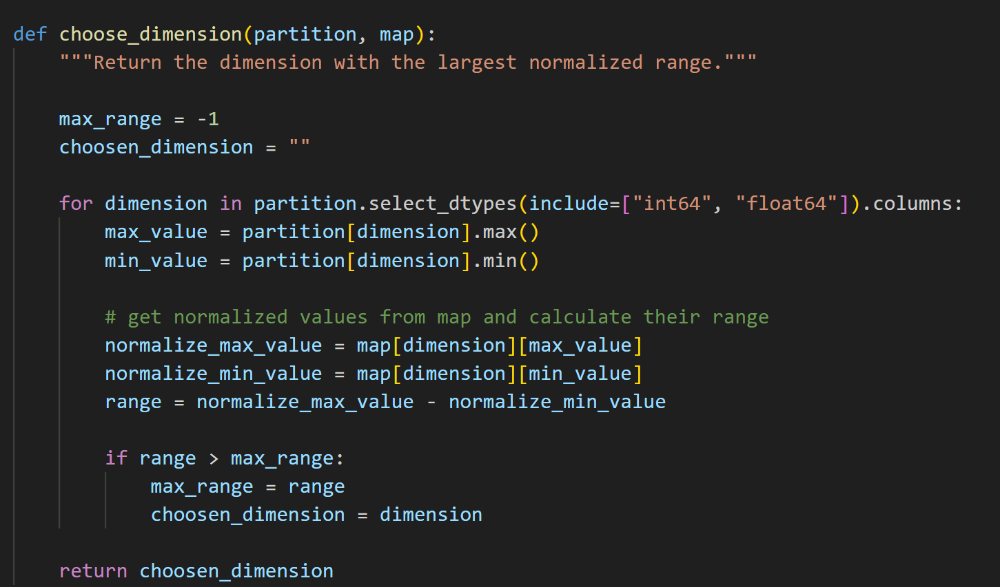 def choose_dimension(partition, map):
    """Return the dimension with the largest normalized range."""

    max_range = -1
    choosen_dimension = ""

    for dimension in partition.select_dtypes(include=["int64", "float64"]).columns:
        max_value = partition[dimension].max()
        min_value = partition[dimension].min()

        # get normalized values from map and calculate their range
        normalize_max_value = map[dimension][max_value]
        normalize_min_value = map[dimension][min_value]
        range = normalize_max_value - normalize_min_value

        if range > max_range:
            max_range = range
            choosen_dimension = dimension

    return choosen_dimension